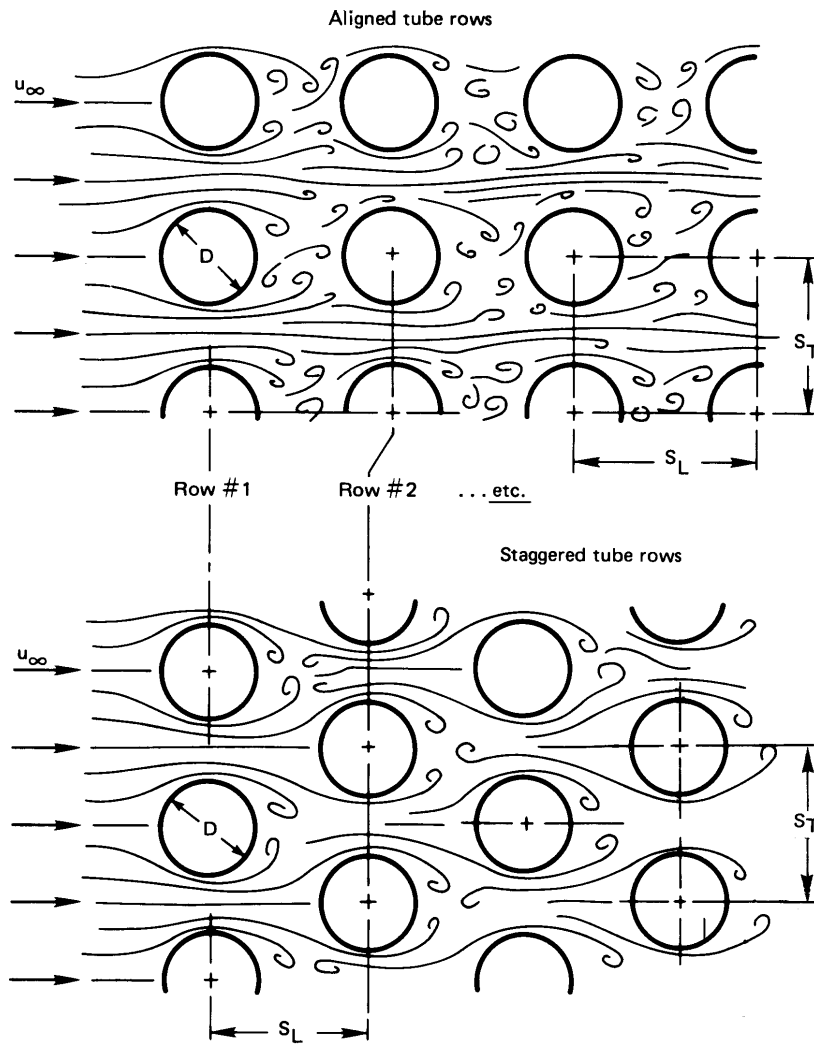 Aligned tube rows
u∞
D
S_T
S_L
Row #1 Row #2 ...etc.
Staggered tube rows
u∞
D
S_T
S_L